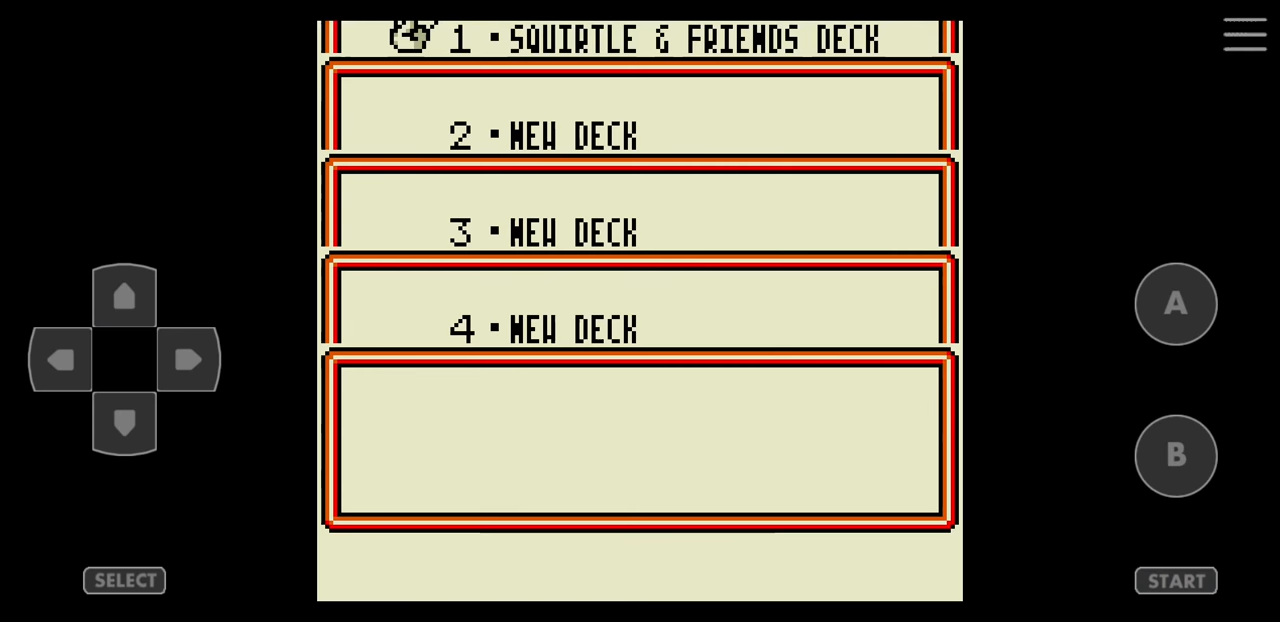 1 · SQUIRTLE & FRIENDS DECK
2 · NEW DECK
3 · NEW DECK
4 · NEW DECK
A
B
SELECT
START